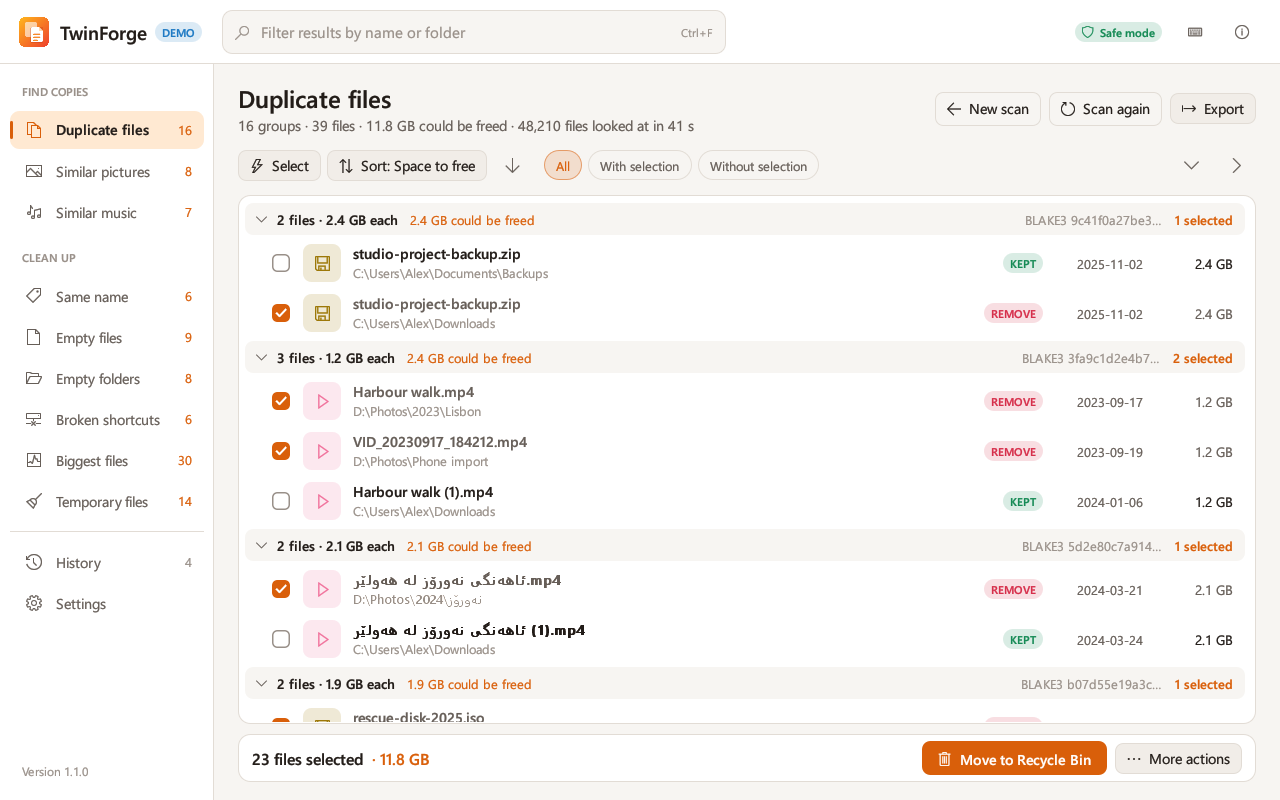 TwinForge DEMO
Filter results by name or folder Ctrl+F
Safe mode
FIND COPIES
Duplicate files 16
Similar pictures 8
Similar music 7
CLEAN UP
Same name 6
Empty files 9
Empty folders 8
Broken shortcuts 6
Biggest files 30
Temporary files 14
History 4
Settings
Version 1.1.0
Duplicate files
16 groups · 39 files · 11.8 GB could be freed · 48,210 files looked at in 41 s
New scan
Scan again
Export
Select
Sort: Space to free
All
With selection
Without selection
2 files · 2.4 GB each 2.4 GB could be freed BLAKE3 9c41f0a27be3... 1 selected
studio-project-backup.zip
C:\Users\Alex\Documents\Backups
KEPT 2025-11-02 2.4 GB
studio-project-backup.zip
C:\Users\Alex\Downloads
REMOVE 2025-11-02 2.4 GB
3 files · 1.2 GB each 2.4 GB could be freed BLAKE3 3fa9c1d2e4b7... 2 selected
Harbour walk.mp4
D:\Photos\2023\Lisbon
REMOVE 2023-09-17 1.2 GB
VID_20230917_184212.mp4
D:\Photos\Phone import
REMOVE 2023-09-19 1.2 GB
Harbour walk (1).mp4
C:\Users\Alex\Downloads
KEPT 2024-01-06 1.2 GB
2 files · 2.1 GB each 2.1 GB could be freed BLAKE3 5d2e80c7a914... 1 selected
ئاهەنگی نەورۆز لە هەولێر.mp4
D:\Photos\2024\نەورۆز
REMOVE 2024-03-21 2.1 GB
ئاهەنگی نەورۆز لە هەولێر (1).mp4
C:\Users\Alex\Downloads
KEPT 2024-03-24 2.1 GB
2 files · 1.9 GB each 1.9 GB could be freed BLAKE3 b07d55e19a3c... 1 selected
rescue-disk-2025.iso
23 files selected · 11.8 GB
Move to Recycle Bin
More actions